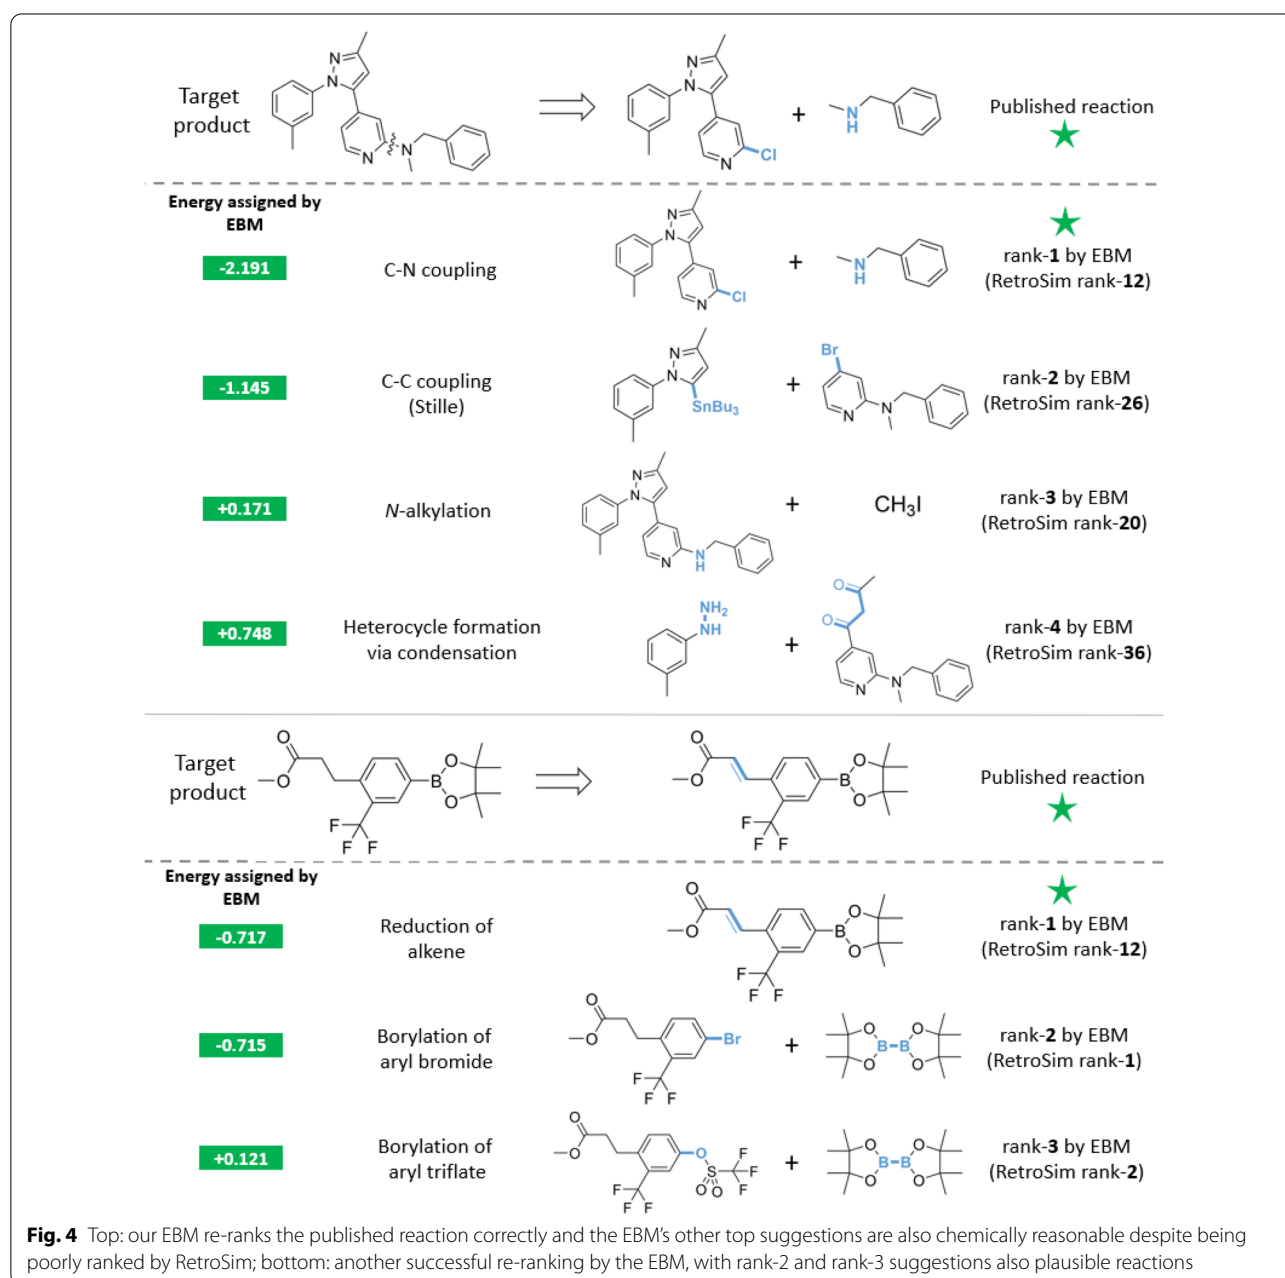 Target
product
Published reaction
N
N
N
N
N
H
N
Cl
Energy assigned by
EBM
-2.191
C-N coupling
N
N
N
Cl
N
H
rank-1 by EBM
(RetroSim rank-12)
-1.145
C-C coupling
(Stille)
N
N
SnBu3
Br
N
N
rank-2 by EBM
(RetroSim rank-26)
+0.171
N-alkylation
N
N
N
N
H
CH3I
rank-3 by EBM
(RetroSim rank-20)
+0.748
Heterocycle formation
via condensation
NH2
NH
O
O
N
N
rank-4 by EBM
(RetroSim rank-36)
Target
product
O
O
B
O
O
F
F
F
O
O
B
O
O
F
F
F
Published reaction
Energy assigned by
EBM
-0.717
Reduction of
alkene
O
O
B
O
O
F
F
F
rank-1 by EBM
(RetroSim rank-12)
-0.715
Borylation of
aryl bromide
O
O
Br
F
F
F
O
O
B
B
O
O
rank-2 by EBM
(RetroSim rank-1)
+0.121
Borylation of
aryl triflate
O
O
O
S
O
O
F
F
F
F
F
F
O
O
B
B
O
O
rank-3 by EBM
(RetroSim rank-2)
Fig. 4 Top: our EBM re-ranks the published reaction correctly and the EBM's other top suggestions are also chemically reasonable despite being
poorly ranked by RetroSim; bottom: another successful re-ranking by the EBM, with rank-2 and rank-3 suggestions also plausible reactions